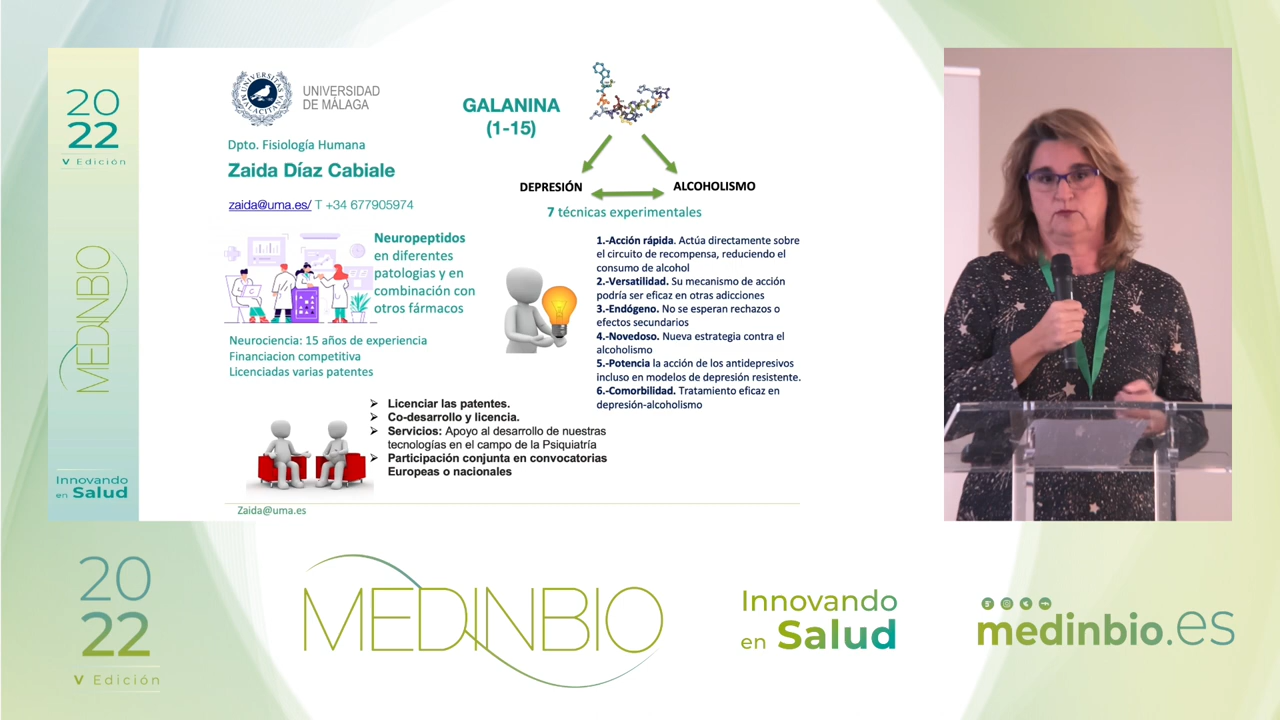 20
22
V Edición
MEDINBIO
Innovando
en Salud
UNIVERSITAS MALACITANA
UNIVERSIDAD
DE MÁLAGA
Dpto. Fisiología Humana
Zaida Díaz Cabiale
zaida@uma.es/ T +34 677905974
Neuropeptidos
en diferentes
patologias y en
combinación con
otros fármacos
Neurociencia: 15 años de experiencia
Financiacion competitiva
Licenciadas varias patentes
GALANINA
(1-15)
DEPRESIÓN
ALCOHOLISMO
7 técnicas experimentales
1.-Acción rápida. Actúa directamente sobre
el circuito de recompensa, reduciendo el
consumo de alcohol
2.-Versatilidad. Su mecanismo de acción
podría ser eficaz en otras adicciones
3.-Endógeno. No se esperan rechazos o
efectos secundarios
4.-Novedoso. Nueva estrategia contra el
alcoholismo
5.-Potencia la acción de los antidepresivos
incluso en modelos de depresión resistente.
6.-Comorbilidad. Tratamiento eficaz en
depresión-alcoholismo
➢ Licenciar las patentes.
➢ Co-desarrollo y licencia.
➢ Servicios: Apoyo al desarrollo de nuestras
tecnologías en el campo de la Psiquiatría
➢ Participación conjunta en convocatorias
Europeas o nacionales
Zaida@uma.es
20
22
V Edición
MEDINBIO
Innovando
en Salud
medinbio.es